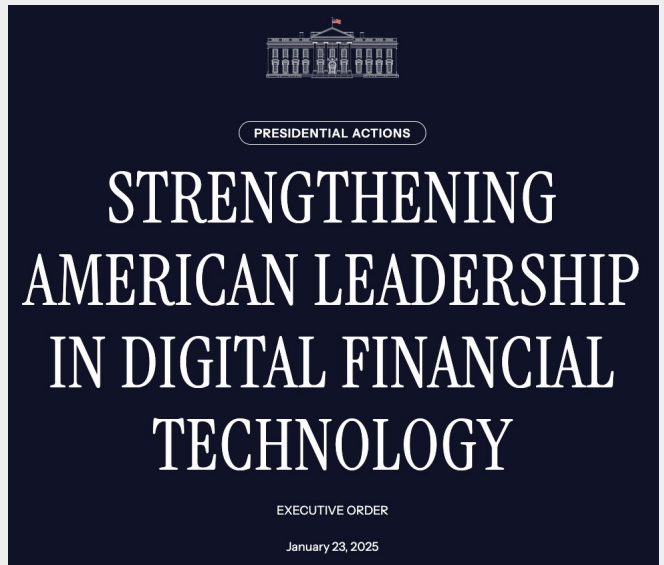 PRESIDENTIAL ACTIONS
STRENGTHENING
AMERICAN LEADERSHIP
IN DIGITAL FINANCIAL
TECHNOLOGY
EXECUTIVE ORDER
January 23, 2025